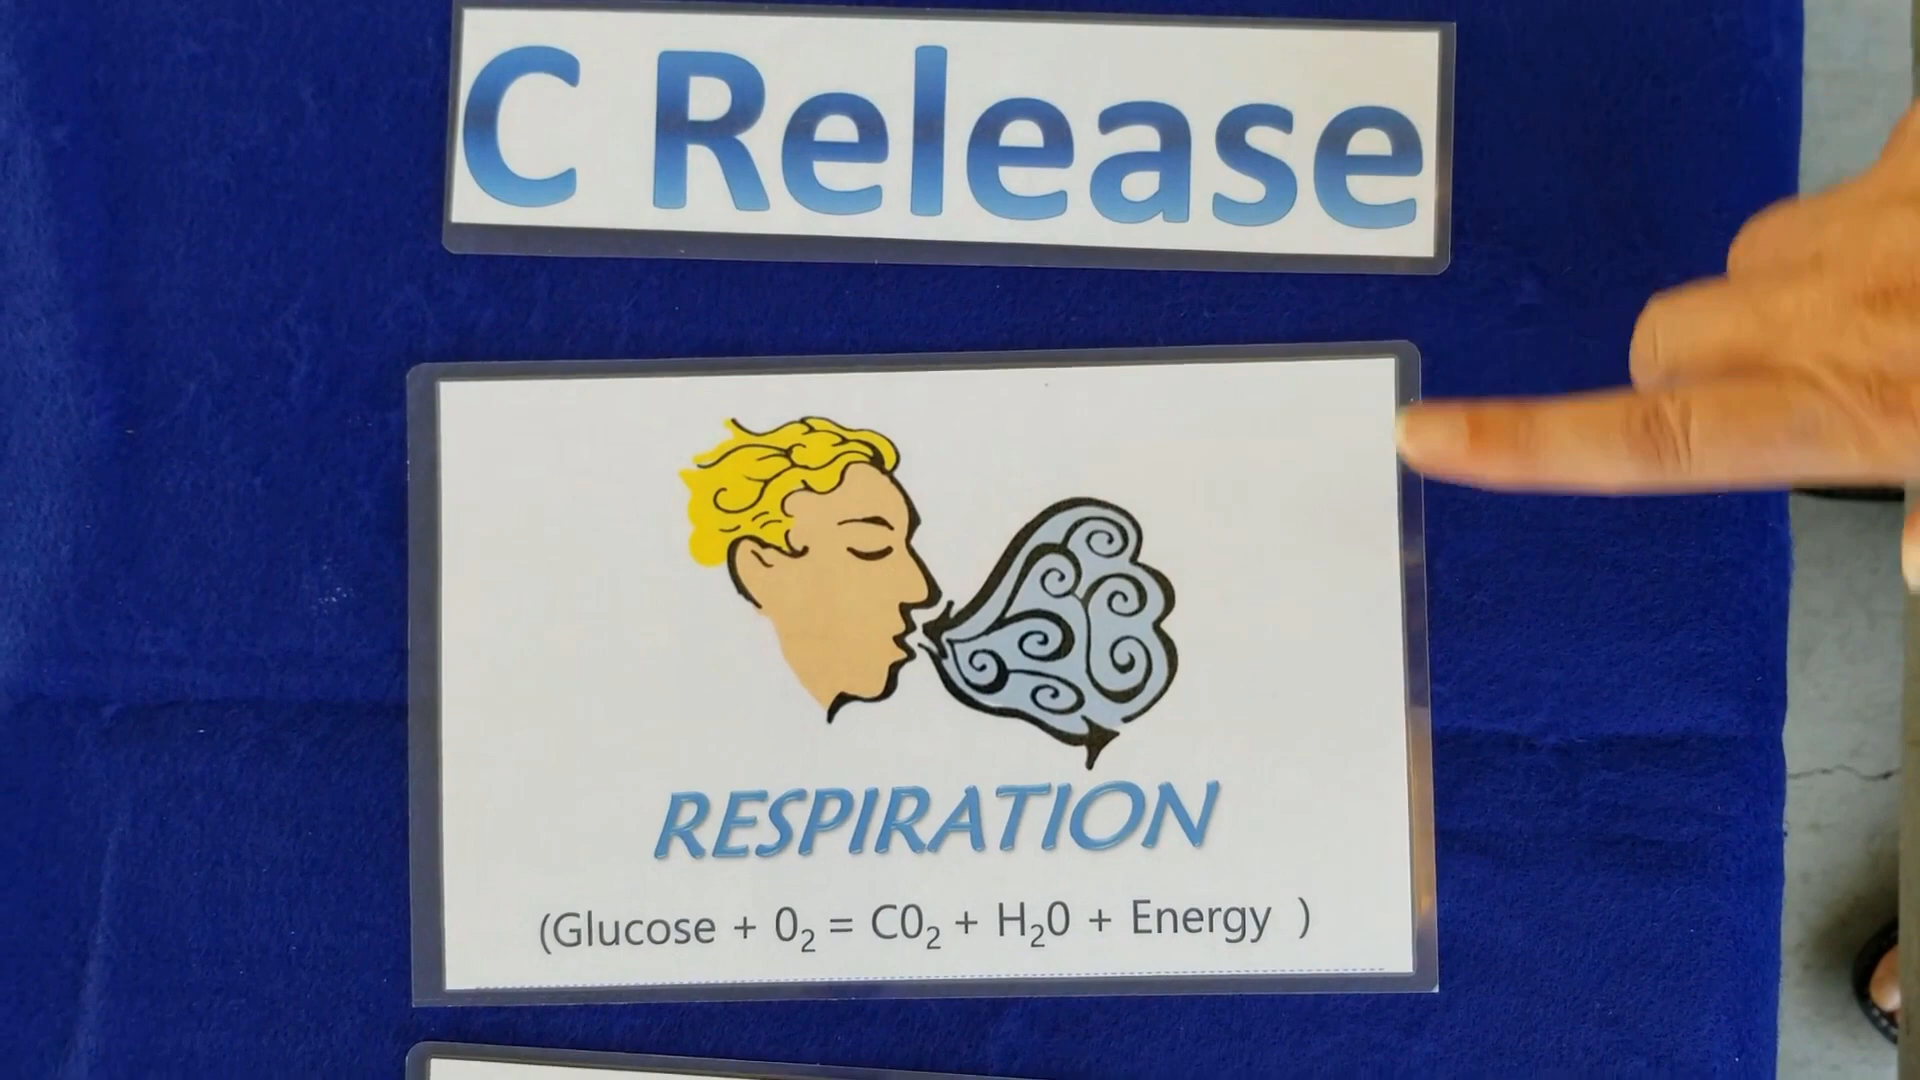 C Release
RESPIRATION
(Glucose + 0₂ = C0₂ + H₂0 + Energy )